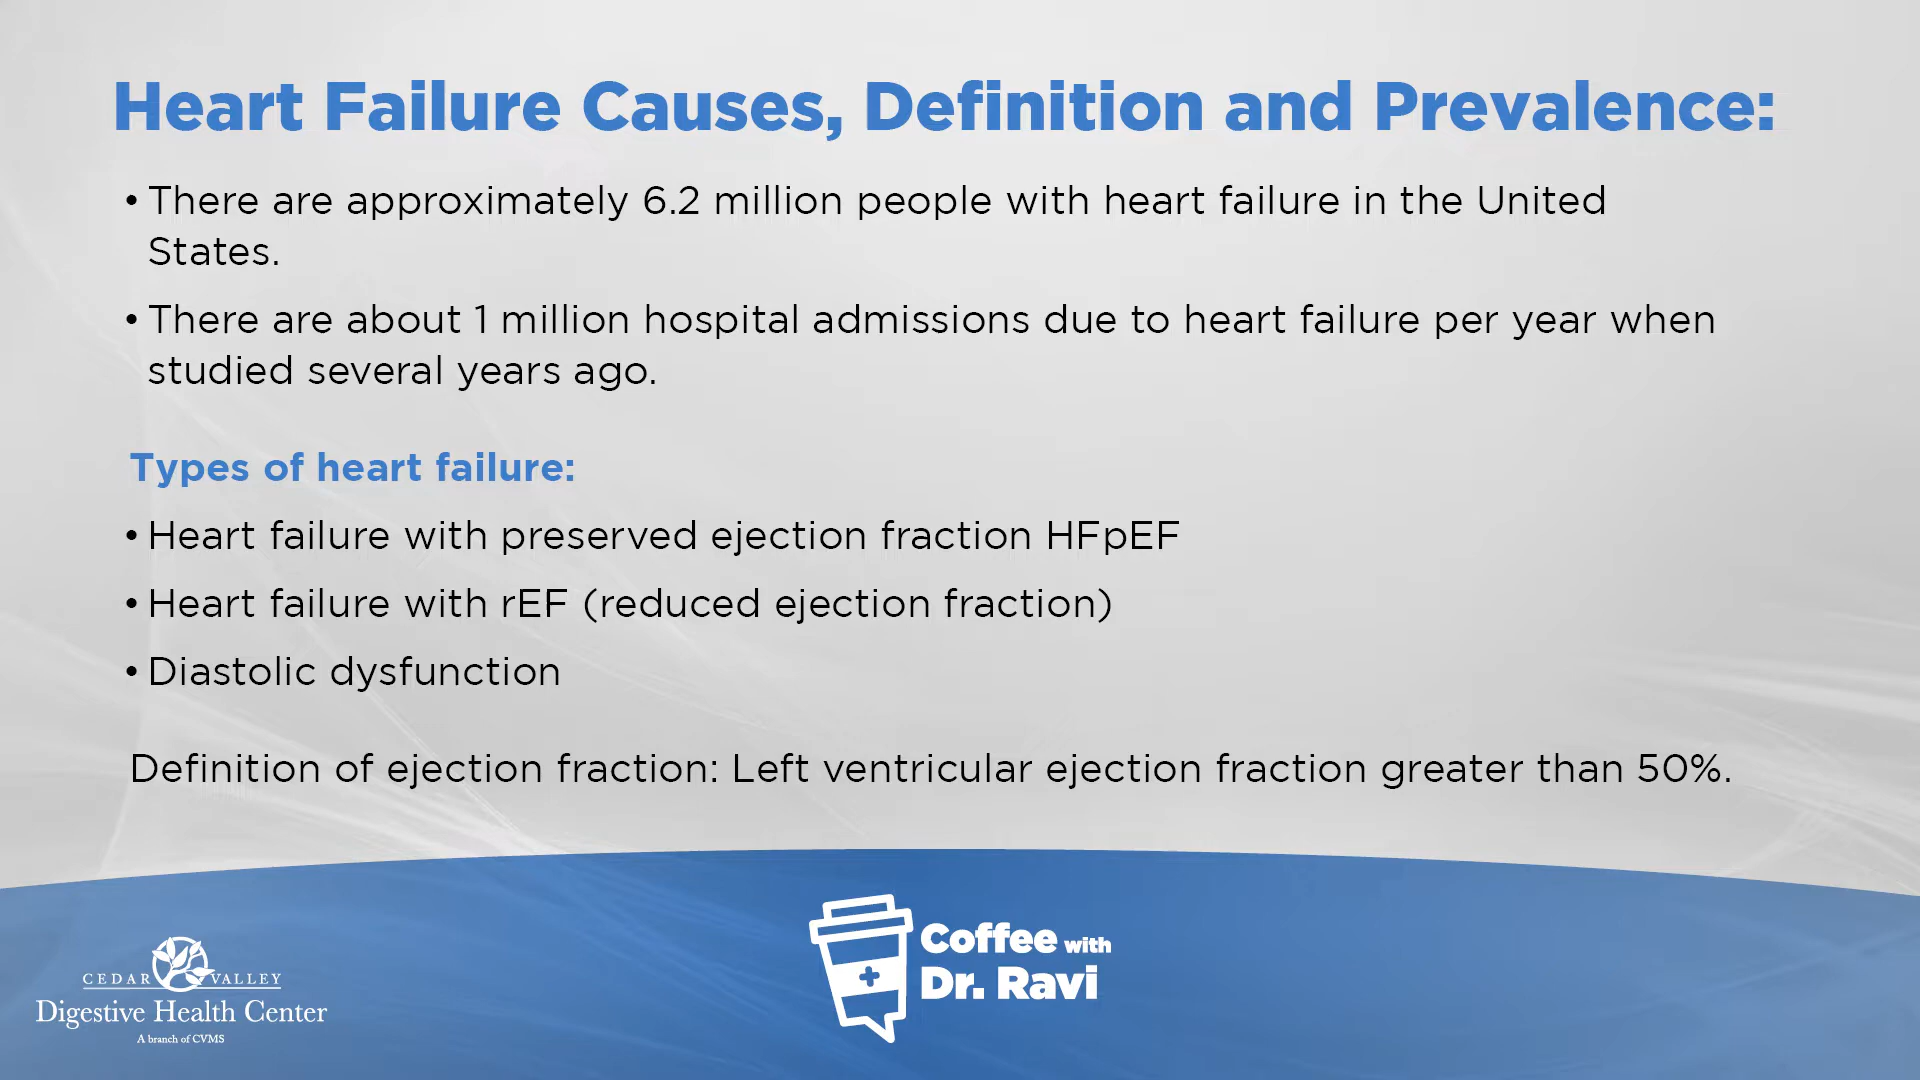 Heart Failure Causes, Definition and Prevalence:
• There are approximately 6.2 million people with heart failure in the United
States.
• There are about 1 million hospital admissions due to heart failure per year when
studied several years ago.
Types of heart failure:
• Heart failure with preserved ejection fraction HFpEF
• Heart failure with rEF (reduced ejection fraction)
• Diastolic dysfunction
Definition of ejection fraction: Left ventricular ejection fraction greater than 50%.
CEDAR VALLEY
Digestive Health Center
A branch of CVMS
Coffee with
Dr. Ravi